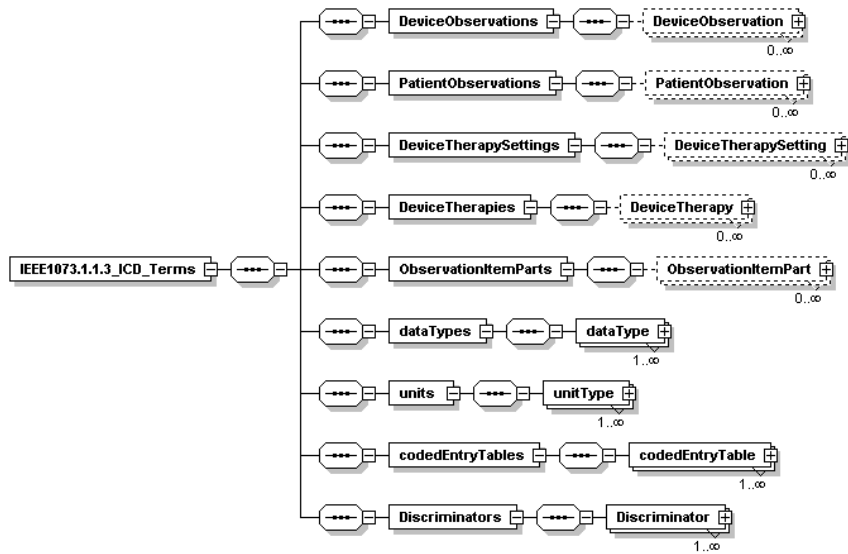 DeviceObservations DeviceObservation
0..∞
PatientObservations PatientObservation
0..∞
DeviceTherapySettings DeviceTherapySetting
0..∞
DeviceTherapies DeviceTherapy
0..∞
IEEE1073.1.1.3_ICD_Terms ObservationItemParts ObservationItemPart
0..∞
dataTypes dataType
1..∞
units unitType
1..∞
codedEntryTables codedEntryTable
1..∞
Discriminators Discriminator
1..∞